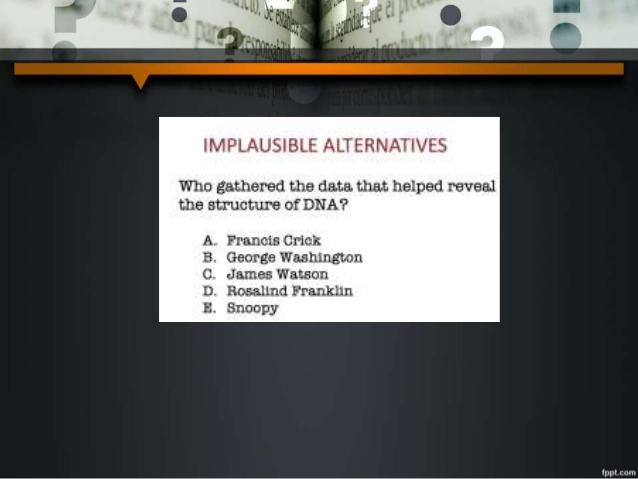 IMPLAUSIBLE ALTERNATIVES
Who gathered the data that helped reveal
the structure of DNA?
A. Francis Crick
B. George Washington
C. James Watson
D. Rosalind Franklin
E. Snoopy
fppt.com